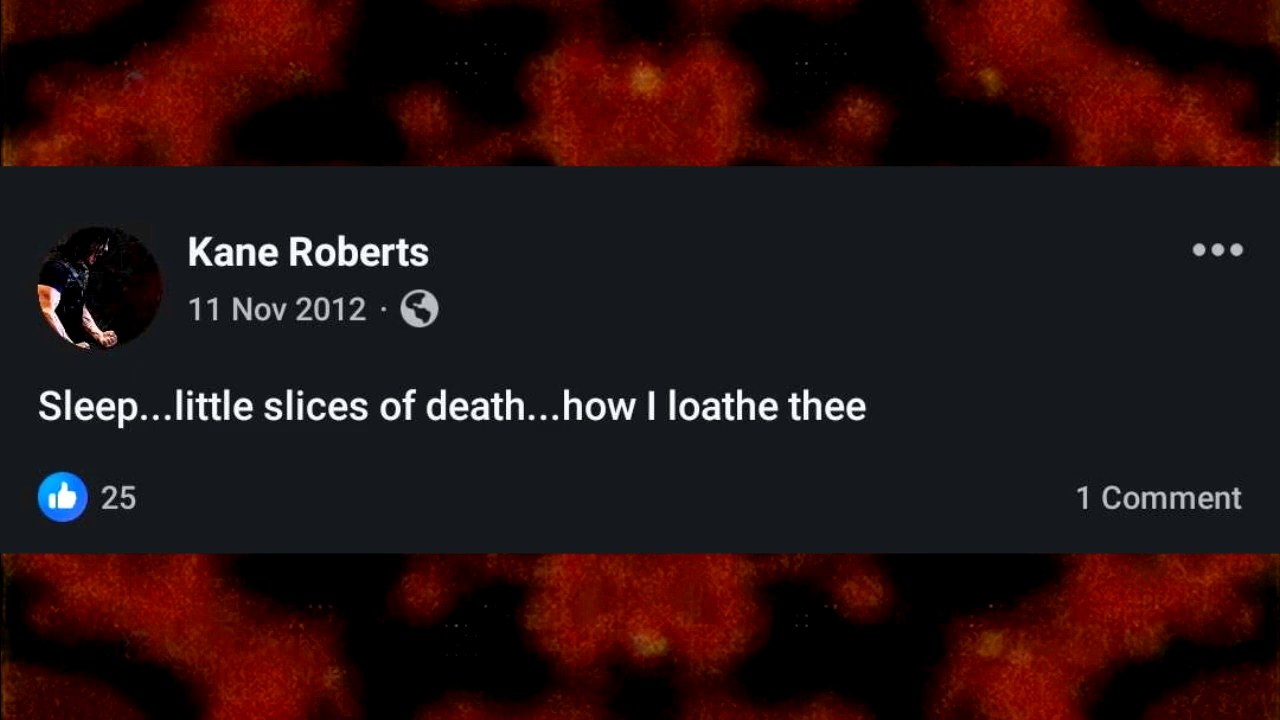 Kane Roberts
11 Nov 2012 ·
Sleep...little slices of death...how I loathe thee
25
1 Comment